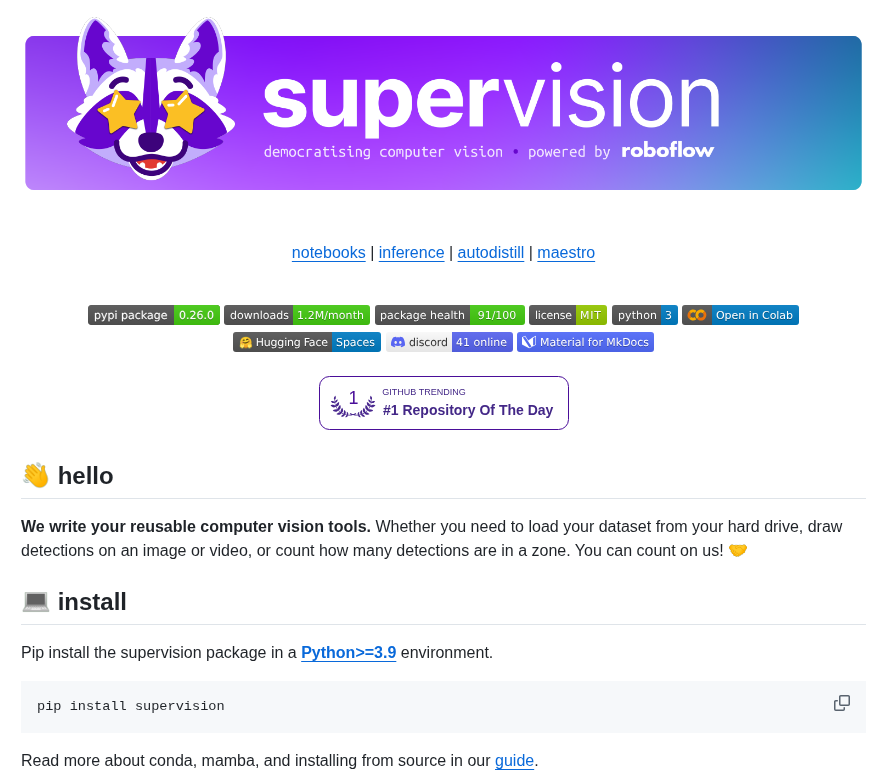 supervision
democratising computer vision • powered by roboflow
notebooks | inference | autodistill | maestro
pypi package 0.26.0 downloads 1.2M/month package health 91/100 license MIT python 3 Open in Colab
🤗 Hugging Face Spaces discord 41 online Material for MkDocs
1 GITHUB TRENDING
#1 Repository Of The Day
👋 hello
We write your reusable computer vision tools. Whether you need to load your dataset from your hard drive, draw
detections on an image or video, or count how many detections are in a zone. You can count on us! 🤝
💻 install
Pip install the supervision package in a Python>=3.9 environment.
pip install supervision
Read more about conda, mamba, and installing from source in our guide.